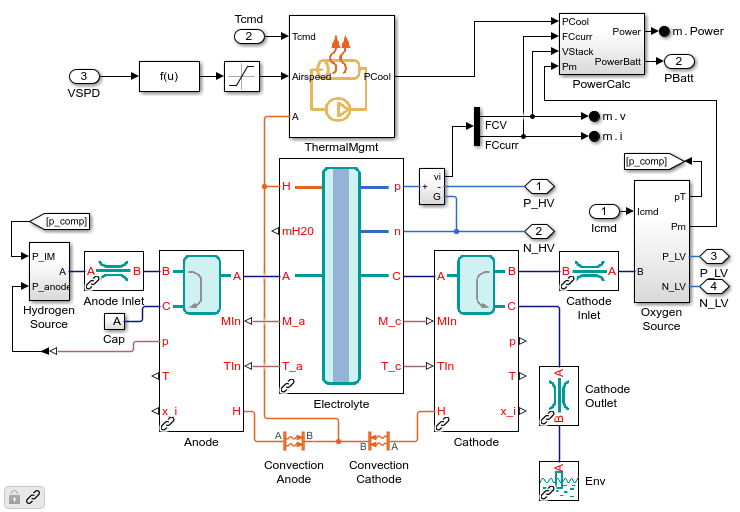 Tcmd
2
Tcmd
3
VSPD
f(u)
Airspeed
PCool
A
ThermalMgmt
PCool
FCcurr
VStack
Pm
Power
PowerBatt
PowerCalc
m.Power
2
PBatt
FCV
FCcurr
m.v
m.i
[p_comp]
H
mH20
A
M_a
T_a
p
n
C
M_c
T_c
Electrolyte
vi
+ -
G
1
P_HV
2
N_HV
1
Icmd
Icmd
pT
Pm
P_LV
N_LV
B
Oxygen
Source
3
P_LV
4
N_LV
[p_comp]
P_IM
A
P_anode
Hydrogen
Source
A B
Anode Inlet
A
Cap
B
C
p
T
x_i
A
MIn
TIn
H
Anode
A
MIn
TIn
H
B
C
p
T
x_i
Cathode
B A
Cathode
Inlet
A
B
Cathode
Outlet
A
Env
A B
Convection
Anode
B A
Convection
Cathode